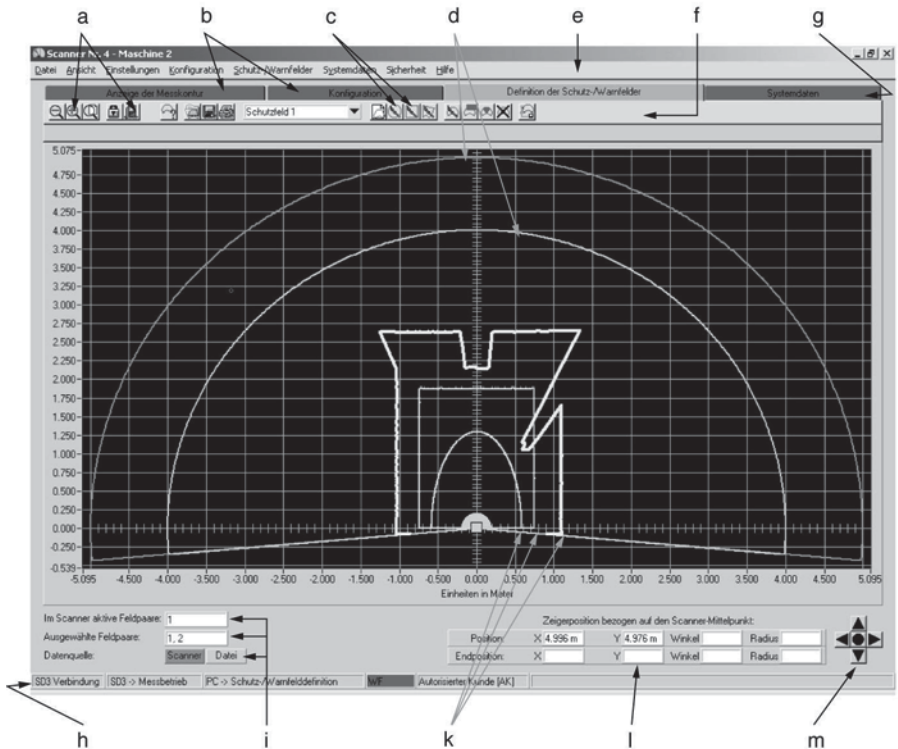 a b c d e f g
Scanner Nr. 4 - Maschine 2
Datei Ansicht Einstellungen Konfiguration Schutz-/Warnfelder Systemdaten Sicherheit Hilfe
Anzeige der Messkontur Konfiguration Definition der Schutz-/Warnfelder Systemdaten
Schutzfeld 1
5.075
4.750
4.500
4.250
4.000
3.750
3.500
3.250
3.000
2.750
2.500
2.250
2.000
1.750
1.500
1.250
1.000
0.750
0.500
0.250
0.000
-0.250
-0.539
-5.095 -4.500 -4.000 -3.500 -3.000 -2.500 -2.000 -1.500 -1.000 -0.500 0.000 0.500 1.000 1.500 2.000 2.500 3.000 3.500 4.000 4.500 5.095
Einheiten in Meter
Im Scanner aktive Feldpaare: 1
Ausgewählte Feldpaare: 1, 2
Datenquelle: Scanner Datei
Zeigerposition bezogen auf den Scanner-Mittelpunkt:
Position: X 4.996 m Y 4.976 m Winkel Radius
Endposition: X Y Winkel Radius
SD3 Verbindung SD3 -> Messbetrieb PC -> Schutz-/Warnfelddefinition WF Autorisierter Kunde [AK]
h i k l m